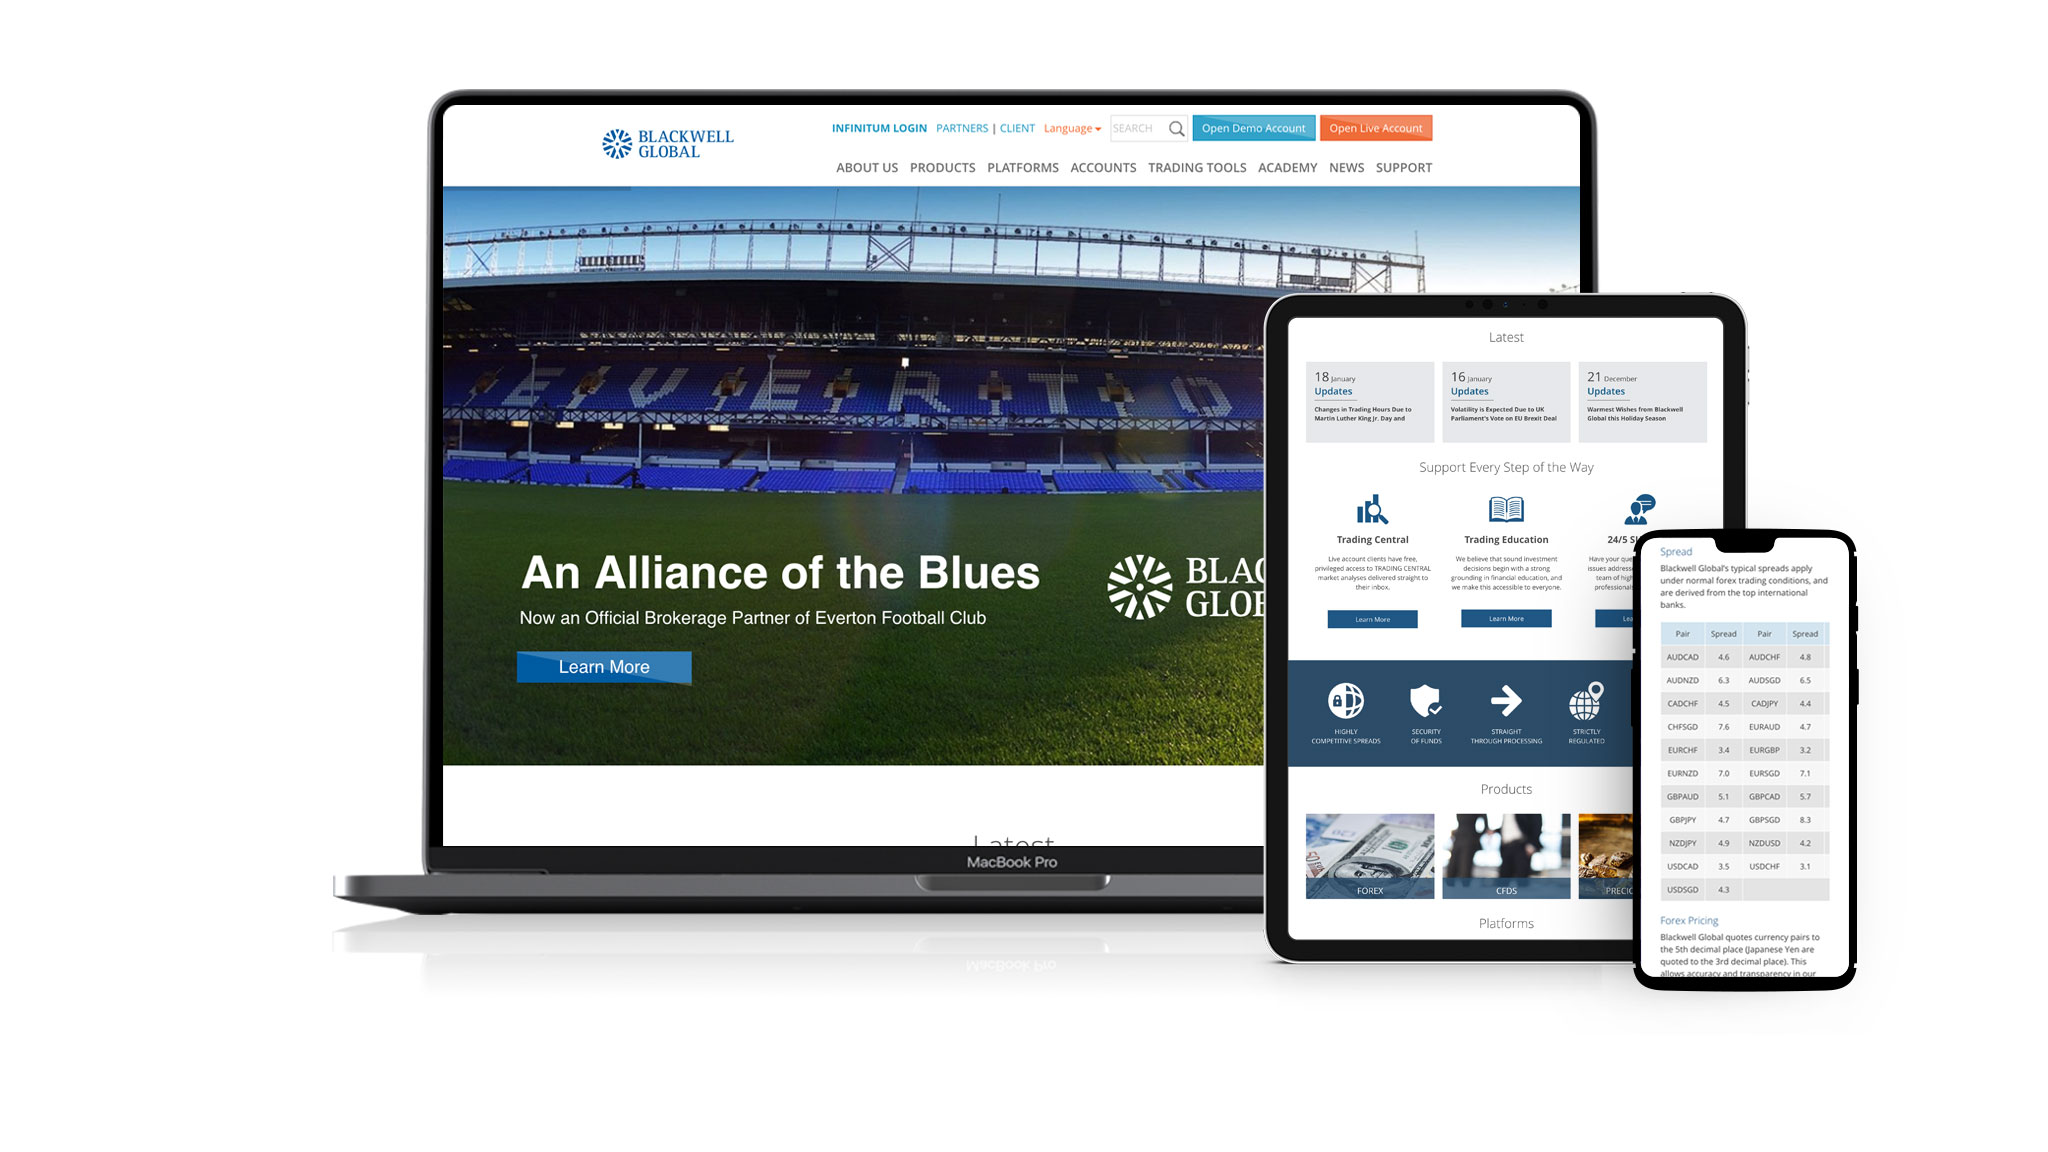 BLACKWELL
GLOBAL
INFINITUM LOGIN PARTNERS | CLIENT Language SEARCH Open Demo Account Open Live Account
ABOUT US PRODUCTS PLATFORMS ACCOUNTS TRADING TOOLS ACADEMY NEWS SUPPORT
EVERTO
An Alliance of the Blues
Now an Official Brokerage Partner of Everton Football Club
Learn More
BLAC
GLOB
Latest
MacBook Pro
Latest
18 January
Updates
Changes in Trading Hours Due to
Martin Luther King Jr. Day and
16 January
Updates
Volatility is Expected Due to UK
Parliament's Vote on EU Brexit Deal
21 December
Updates
Warmest Wishes from Blackwell
Global this Holiday Season
Support Every Step of the Way
Trading Central
Live account clients have free,
privileged access to TRADING CENTRAL
market analyses delivered straight to
their inbox.
Learn More
Trading Education
We believe that sound investment
decisions begin with a strong
grounding in financial education, and
we make this accessible to everyone.
Learn More
24/5 S
Have your que
issues addresse
team of high
professionals
Lea
HIGHLY
COMPETITIVE SPREADS
SECURITY
OF FUNDS
STRAIGHT
THROUGH PROCESSING
STRICTLY
REGULATED
Products
FOREX
CFDS
PRECIO
Platforms
Spread
Blackwell Global's typical spreads apply
under normal forex trading conditions, and
are derived from the top international
banks.
Pair Spread Pair Spread
AUDCAD 4.6 AUDCHF 4.8
AUDNZD 6.3 AUDSGD 6.5
CADCHF 4.5 CADJPY 4.4
CHFSGD 7.6 EURAUD 4.7
EURCHF 3.4 EURGBP 3.2
EURNZD 7.0 EURSGD 7.1
GBPAUD 5.1 GBPCAD 5.7
GBPJPY 4.7 GBPSGD 8.3
NZDJPY 4.9 NZDUSD 4.2
USDCAD 3.5 USDCHF 3.1
USDSGD 4.3
Forex Pricing
Blackwell Global quotes currency pairs to
the 5th decimal place (Japanese Yen are
quoted to the 3rd decimal place). This
allows accuracy and transparency in our